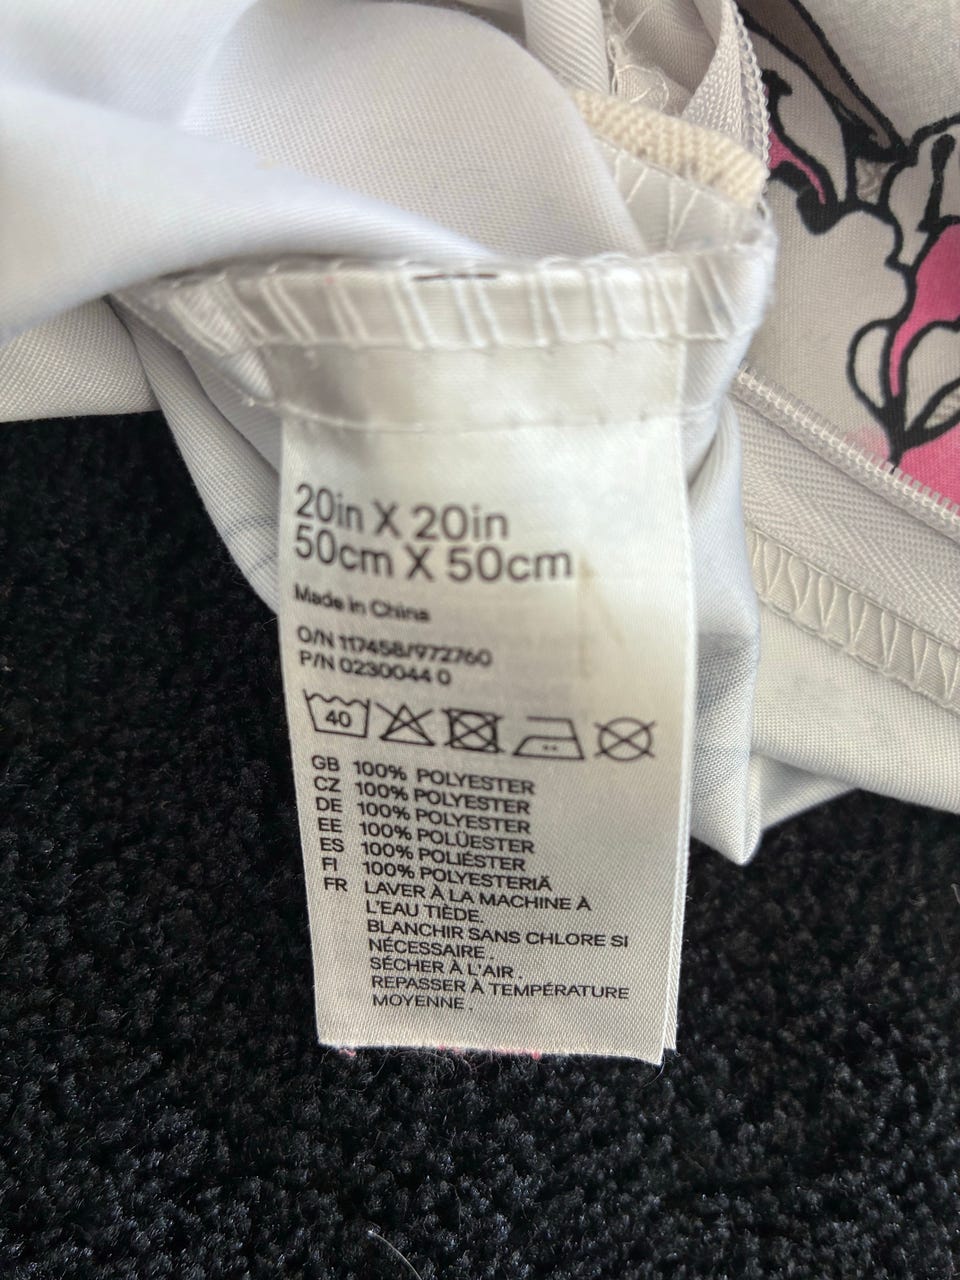 20in X 20in
50cm X 50cm
Made in China
O/N 117458/972760
P/N 0230044 0
40
GB 100% POLYESTER
CZ 100% POLYESTER
DE 100% POLYESTER
EE 100% POLÜESTER
ES 100% POLIÉSTER
FI 100% POLYESTERIÄ
FR LAVER À LA MACHINE À
L'EAU TIÈDE.
BLANCHIR SANS CHLORE SI
NÉCESSAIRE .
SÉCHER À L'AIR .
REPASSER À TEMPÉRATURE
MOYENNE .